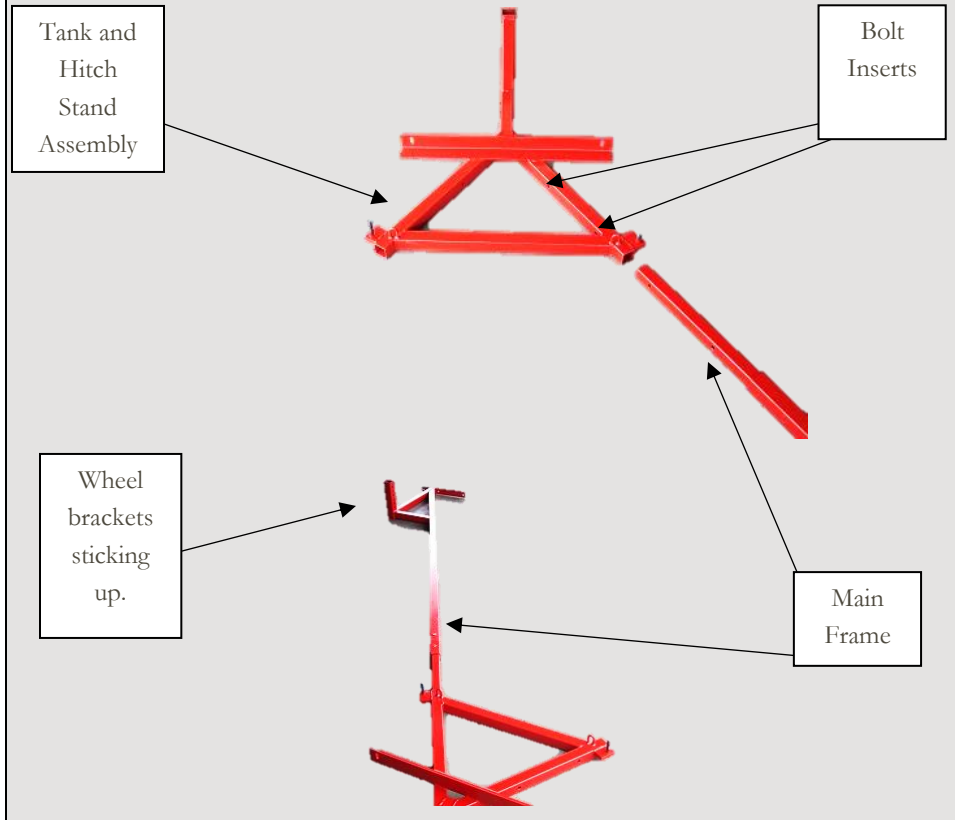 Tank and
Hitch
Stand
Assembly
Bolt
Inserts
Wheel
brackets
sticking
up.
Main
Frame